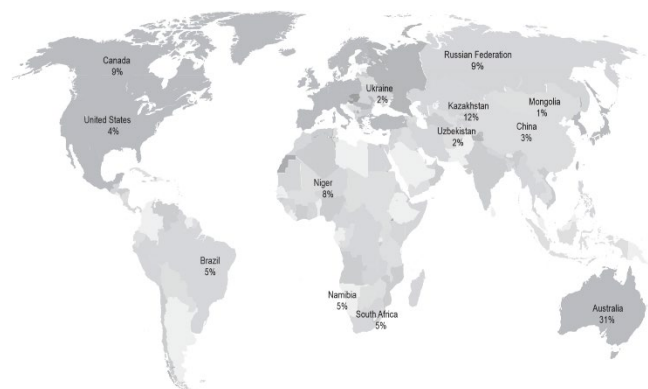 Canada
9%
Russian Federation
9%
Ukraine
2%
Kazakhstan
12%
Mongolia
1%
United States
4%
Uzbekistan
2%
China
3%
Niger
8%
Brazil
5%
Namibia
5%
South Africa
5%
Australia
31%